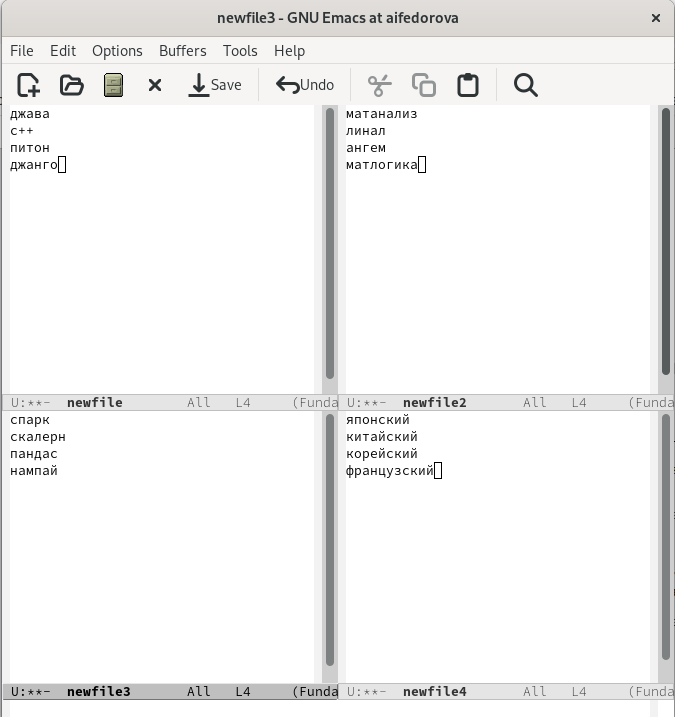 newfile3 - GNU Emacs at aifedorova
File Edit Options Buffers Tools Help
Save Undo
джава
с++
питон
джанго
U:**- newfile All L4 (Funda
матанализ
линал
ангем
матлогика
U:**- newfile2 All L4 (Funda
спарк
скалерн
пандас
нампай
U:**- newfile3 All L4 (Funda
японский
китайский
корейский
французский
U:**- newfile4 All L4 (Funda